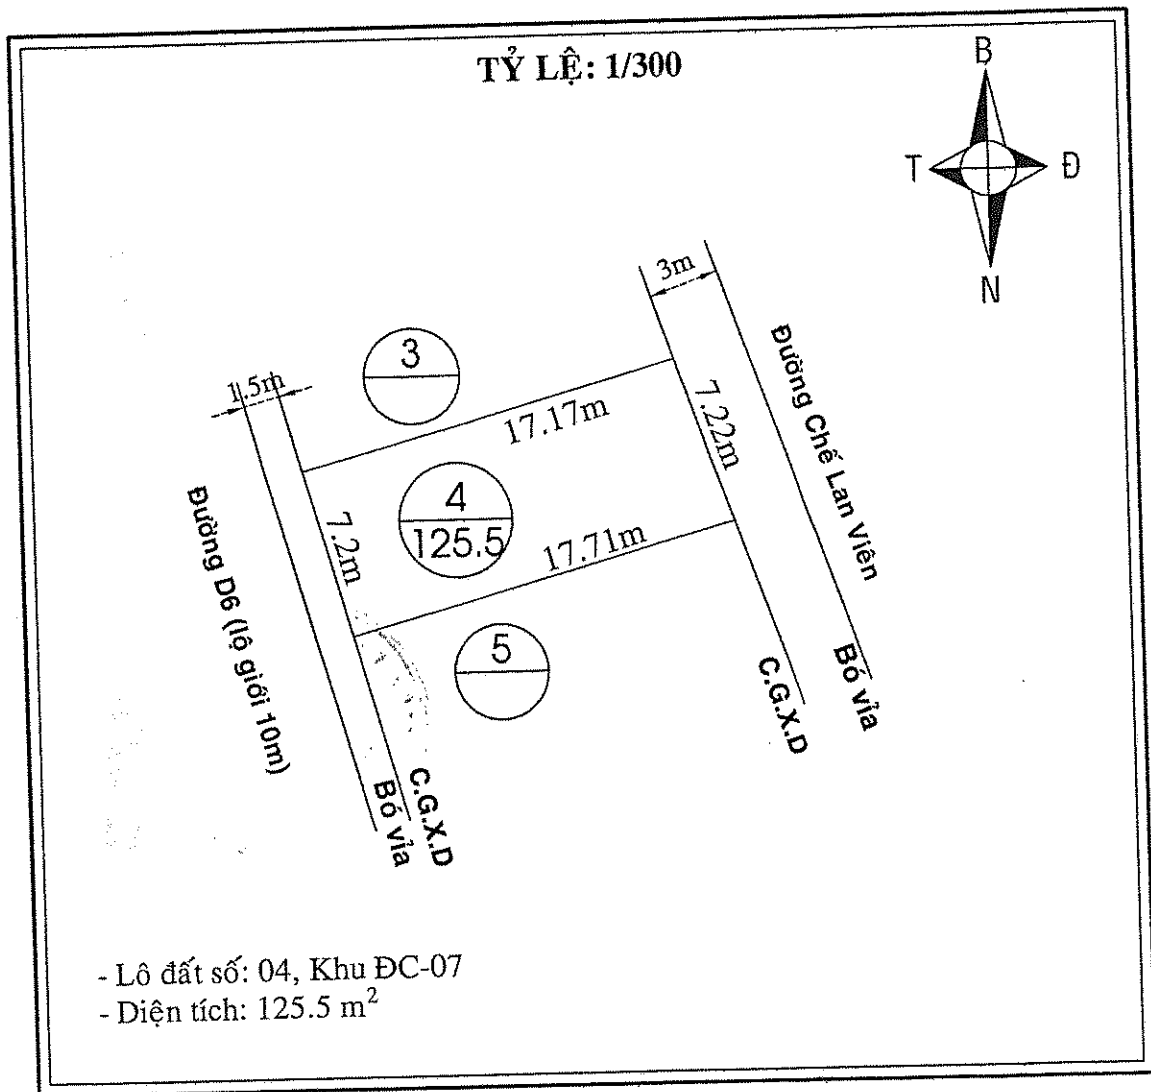 TỶ LỆ: 1/300
B
T
Đ
N
3m
1.5m
3
17.17m
7.22m
Đường Chế Lan Viên
Đường D6 (lộ giới 10m)
7.2m
4
125.5
17.71m
5
C.G.X.D
Bó vỉa
Bó vỉa
C.G.X.D
- Lô đất số: 04, Khu ĐC-07
- Diện tích: 125.5 m²